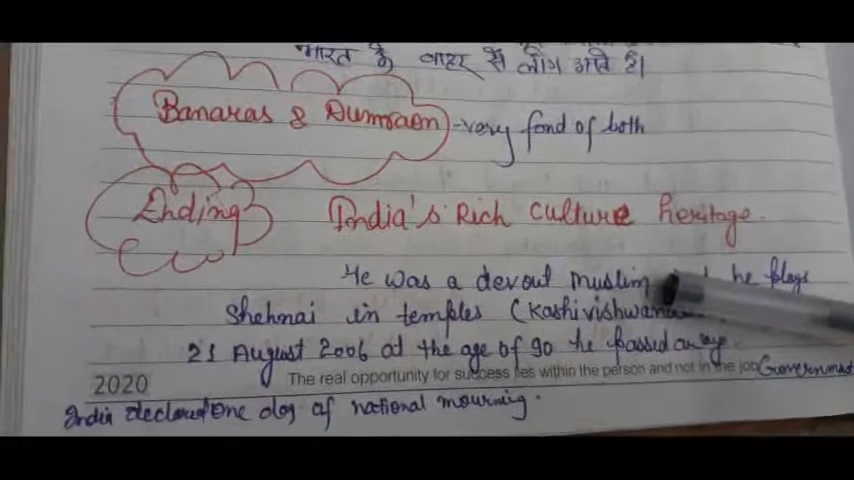 भारत के बाहर से लोग आते है।
Banaras & Dumraon - very fond of both
Ending India's Rich culture heritage.
He was a devout muslim he plays
Shehnai in temples (Kashivishwana
21 August 2006 at the age of 90 he passed away.
2020 The real opportunity for success lies within the person and not in the job Government
India declared One day of national mourning.